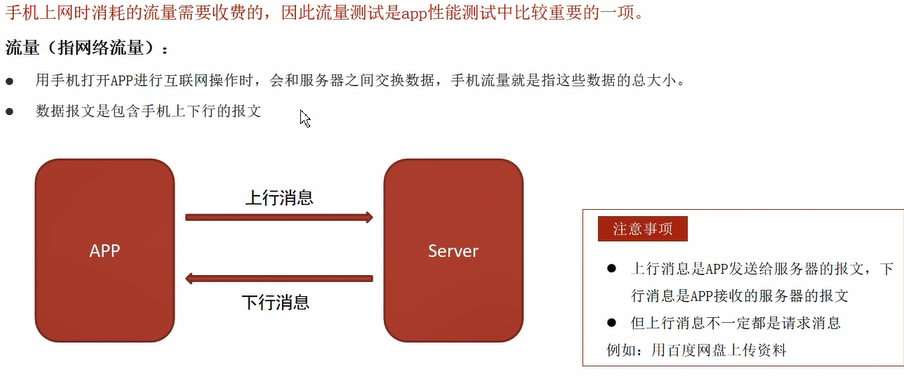 手机上网时消耗的流量需要收费的，因此流量测试是app性能测试中比较重要的一项。
流量（指网络流量）：
● 用手机打开APP进行互联网操作时，会和服务器之间交换数据，手机流量就是指这些数据的总大小。
● 数据报文是包含手机上下行的报文
上行消息
APP
Server
下行消息
注意事项
● 上行消息是APP发送给服务器的报文，下
行消息是APP接收的服务器的报文
● 但上行消息不一定都是请求消息
例如：用百度网盘上传资料